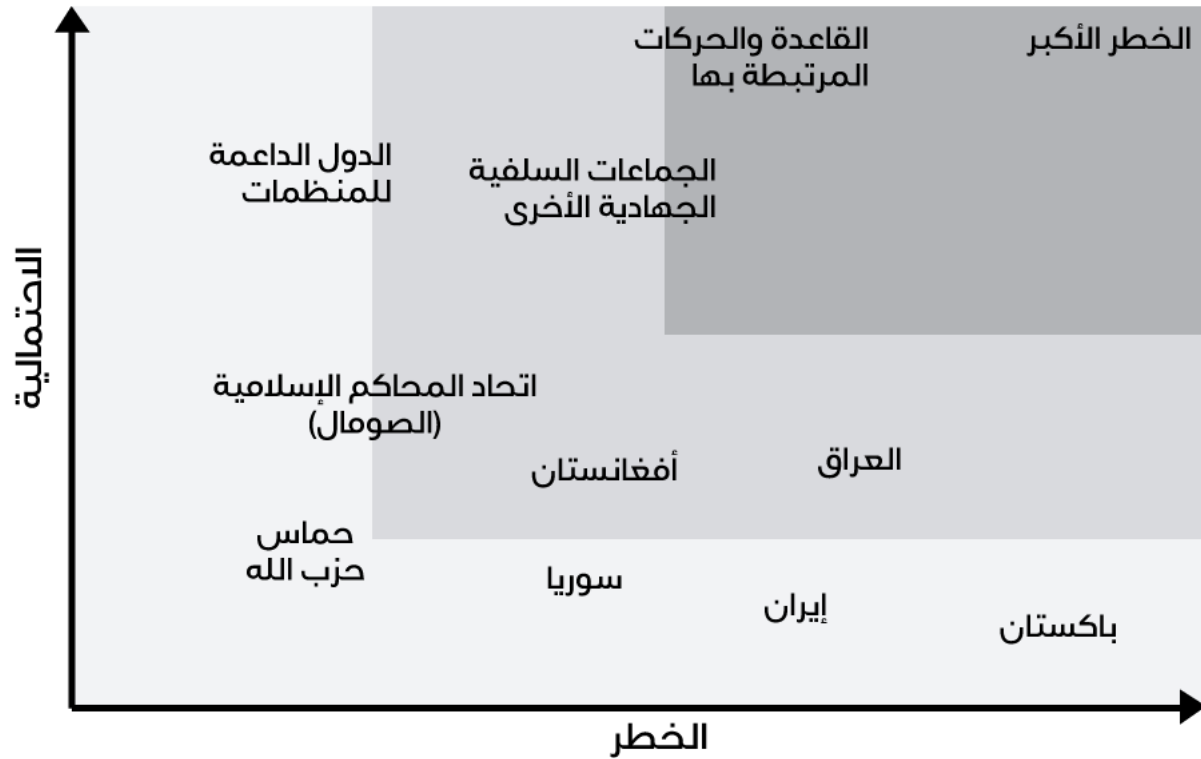 الخطر الأكبر
القاعدة والحركات
المرتبطة بها
الجماعات السلفية
الجهادية الأخرى
الدول الداعمة
للمنظمات
الاحتمالية
اتحاد المحاكم الإسلامية
(الصومال)
العراق
أفغانستان
حماس
حزب الله
سوريا
إيران
باكستان
الخطر